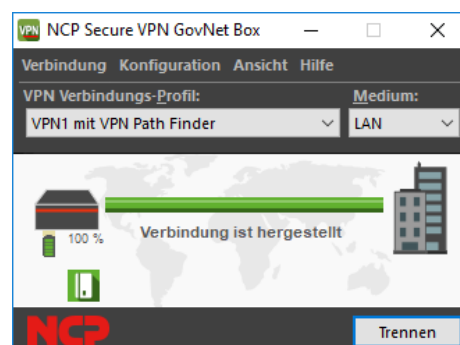 VPN NCP Secure VPN GovNet Box
Verbindung Konfiguration Ansicht Hilfe
VPN Verbindungs-Profil: Medium:
VPN1 mit VPN Path Finder LAN
100 %
Verbindung ist hergestellt
NCP
Trennen